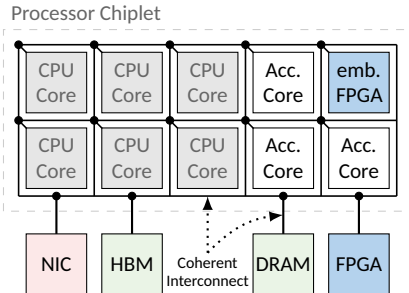 Processor Chiplet
CPU Core
CPU Core
CPU Core
Acc. Core
emb. FPGA
CPU Core
CPU Core
CPU Core
Acc. Core
Acc. Core
NIC
HBM
Coherent
Interconnect
DRAM
FPGA